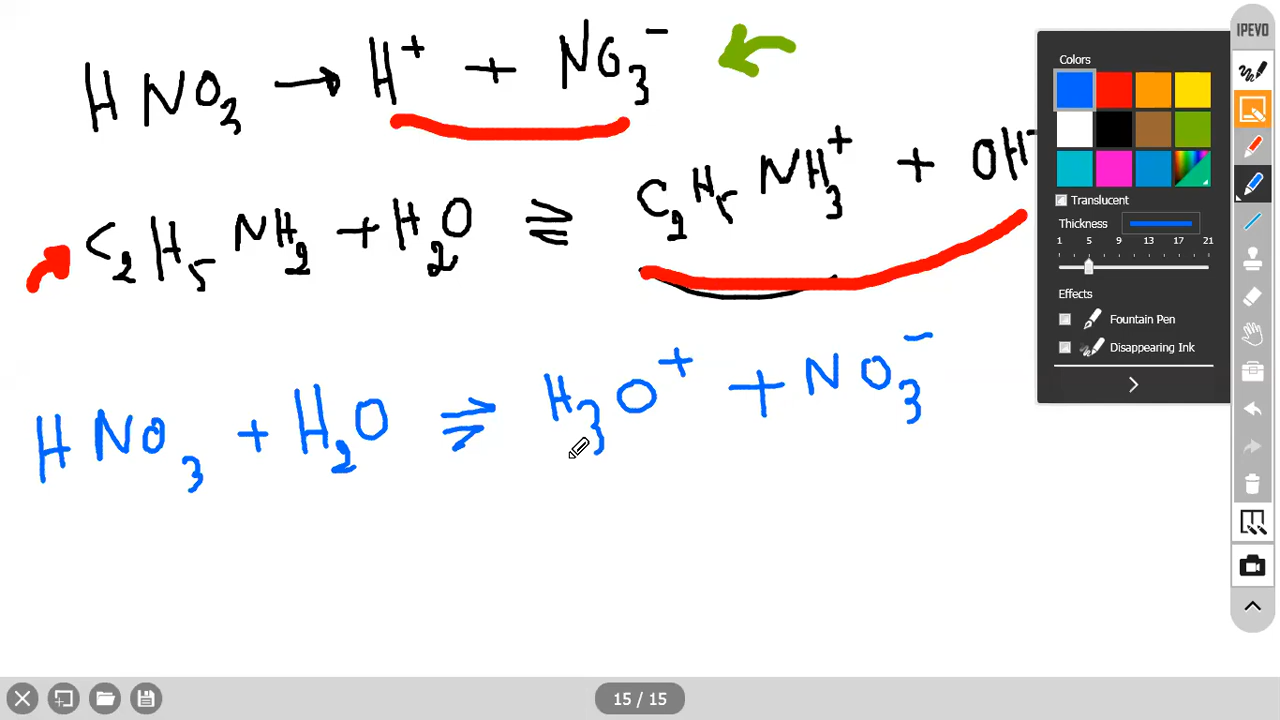 HNO₃ → H⁺ + NO₃⁻
C₂H₅NH₂ + H₂O ⇌ C₂H₅NH₃⁺ + OH⁻
HNO₃ + H₂O ⇌ H₃O⁺ + NO₃⁻
IPEVO
Colors
Translucent
Thickness
1 5 9 13 17 21
Effects
Fountain Pen
Disappearing Ink
15 / 15